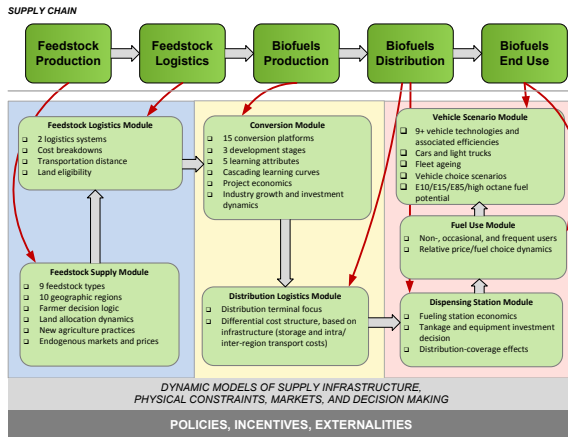 SUPPLY CHAIN
Feedstock
Production
Feedstock
Logistics
Biofuels
Production
Biofuels
Distribution
Biofuels
End Use
Feedstock Logistics Module
2 logistics systems
Cost breakdowns
Transportation distance
Land eligibility
Feedstock Supply Module
9 feedstock types
10 geographic regions
Farmer decision logic
Land allocation dynamics
New agriculture practices
Endogenous markets and prices
Conversion Module
15 conversion platforms
3 development stages
5 learning attributes
Cascading learning curves
Project economics
Industry growth and investment
dynamics
Distribution Logistics Module
Distribution terminal focus
Differential cost structure, based on
infrastructure (storage and intra/
inter-region transport costs)
Vehicle Scenario Module
9+ vehicle technologies and
associated efficiencies
Cars and light trucks
Fleet ageing
Vehicle choice scenarios
E10/E15/E85/high octane fuel
potential
Fuel Use Module
Non-, occasional, and frequent users
Relative price/fuel choice dynamics
Dispensing Station Module
Fueling station economics
Tankage and equipment investment
decision
Distribution-coverage effects
DYNAMIC MODELS OF SUPPLY INFRASTRUCTURE,
PHYSICAL CONSTRAINTS, MARKETS, AND DECISION MAKING
POLICIES, INCENTIVES, EXTERNALITIES